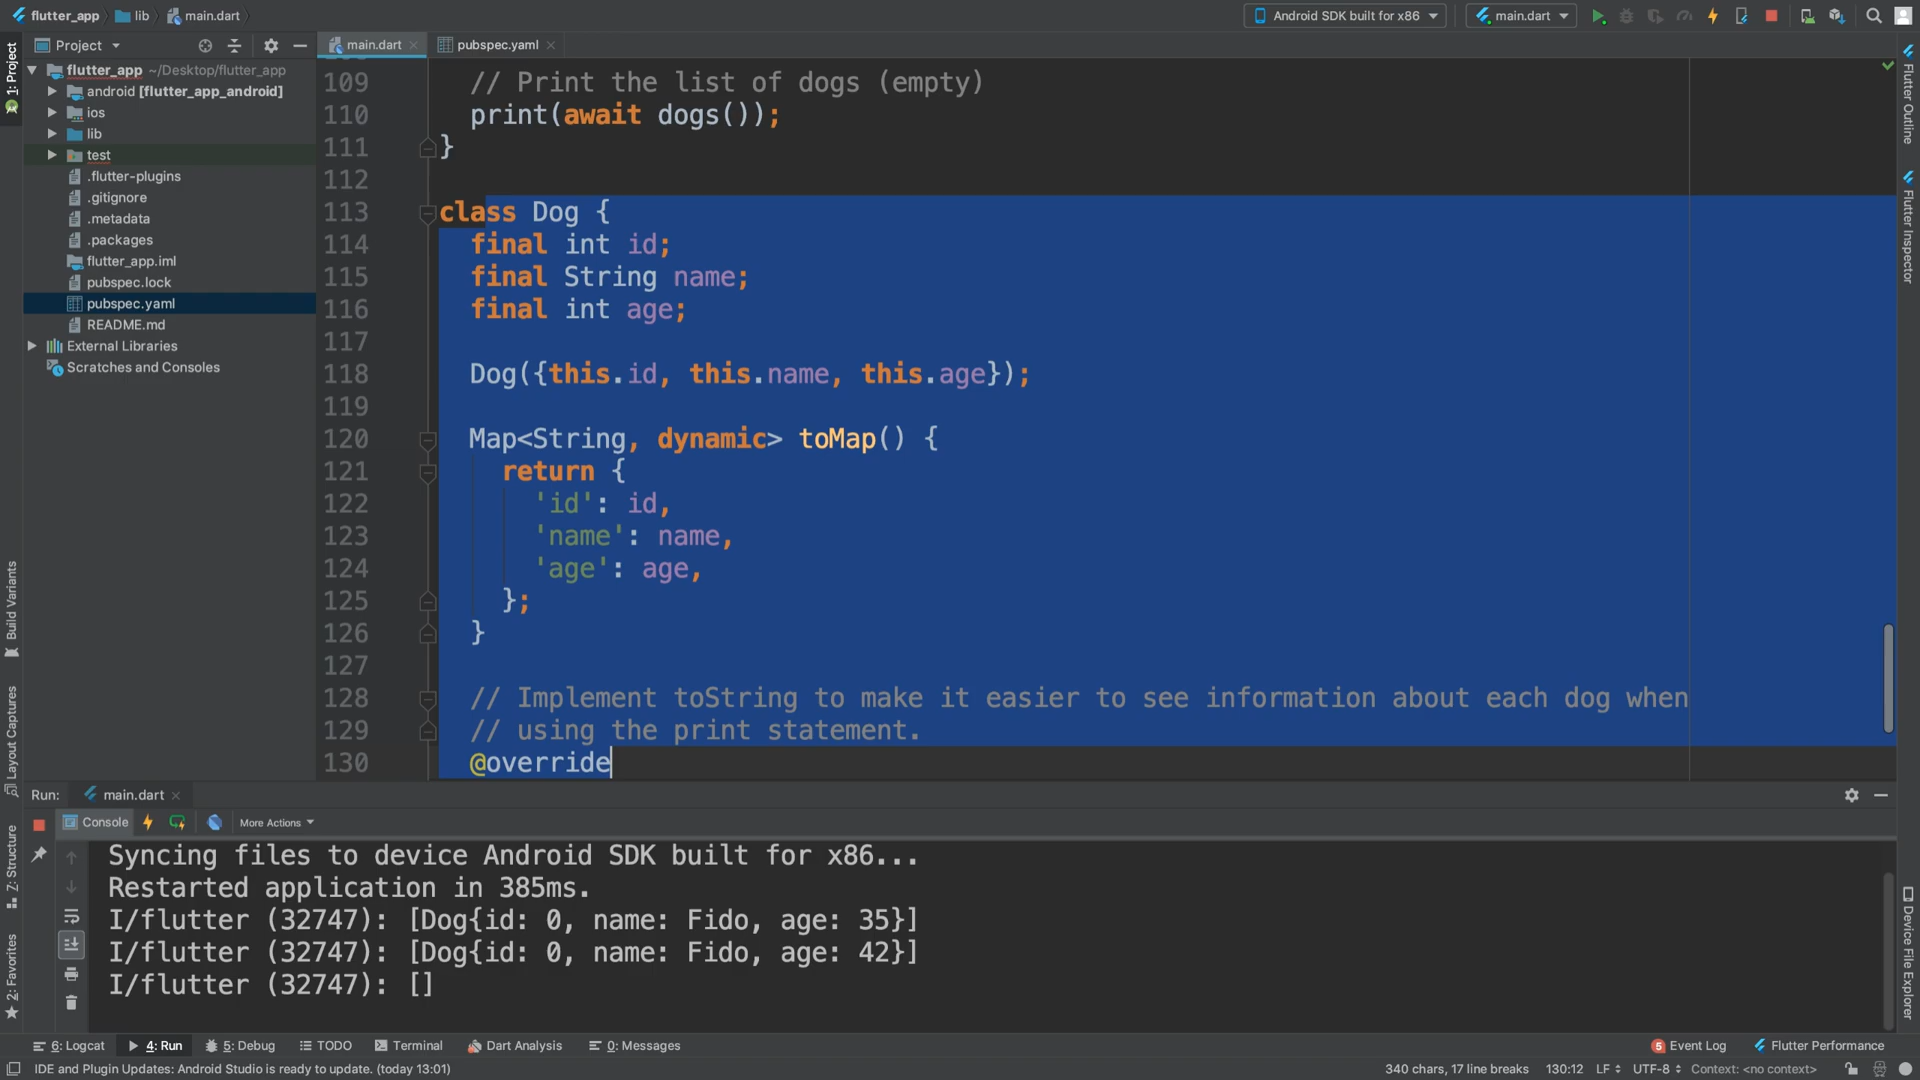 flutter_app lib main.dart Android SDK built for x86 main.dart
Project main.dart pubspec.yaml
1: Project
flutter_app ~/Desktop/flutter_app
android [flutter_app_android]
ios
lib
test
.flutter-plugins
.gitignore
.metadata
.packages
flutter_app.iml
pubspec.lock
pubspec.yaml
README.md
External Libraries
Scratches and Consoles
Build Variants
Layout Captures
109 // Print the list of dogs (empty)
110 print(await dogs());
111 }
112
113 class Dog {
114 final int id;
115 final String name;
116 final int age;
117
118 Dog({this.id, this.name, this.age});
119
120 Map<String, dynamic> toMap() {
121 return {
122 'id': id,
123 'name': name,
124 'age': age,
125 };
126 }
127
128 // Implement toString to make it easier to see information about each dog when
129 // using the print statement.
130 @override
Flutter Outline
Flutter Inspector
Run: main.dart
Console More Actions
Z: Structure
2: Favorites
Syncing files to device Android SDK built for x86...
Restarted application in 385ms.
I/flutter (32747): [Dog{id: 0, name: Fido, age: 35}]
I/flutter (32747): [Dog{id: 0, name: Fido, age: 42}]
I/flutter (32747): []
Device File Explorer
6: Logcat 4: Run 5: Debug TODO Terminal Dart Analysis 0: Messages 5 Event Log Flutter Performance
IDE and Plugin Updates: Android Studio is ready to update. (today 13:01) 340 chars, 17 line breaks 130:12 LF UTF-8 Context: <no context>